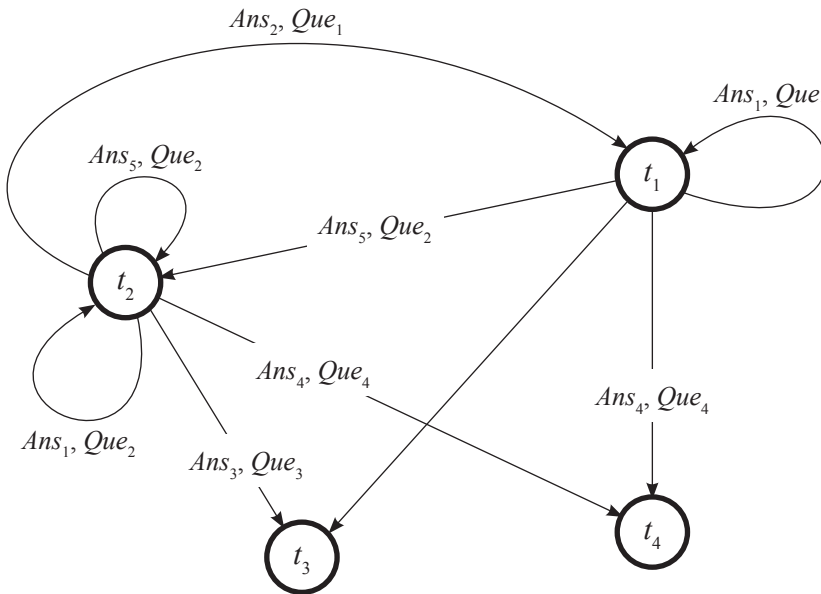 Ans₂, Que₁
Ans₁, Que
Ans₅, Que₂
t₁
Ans₅, Que₂
t₂
Ans₄, Que₄
Ans₄, Que₄
Ans₁, Que₂
Ans₃, Que₃
t₄
t₃